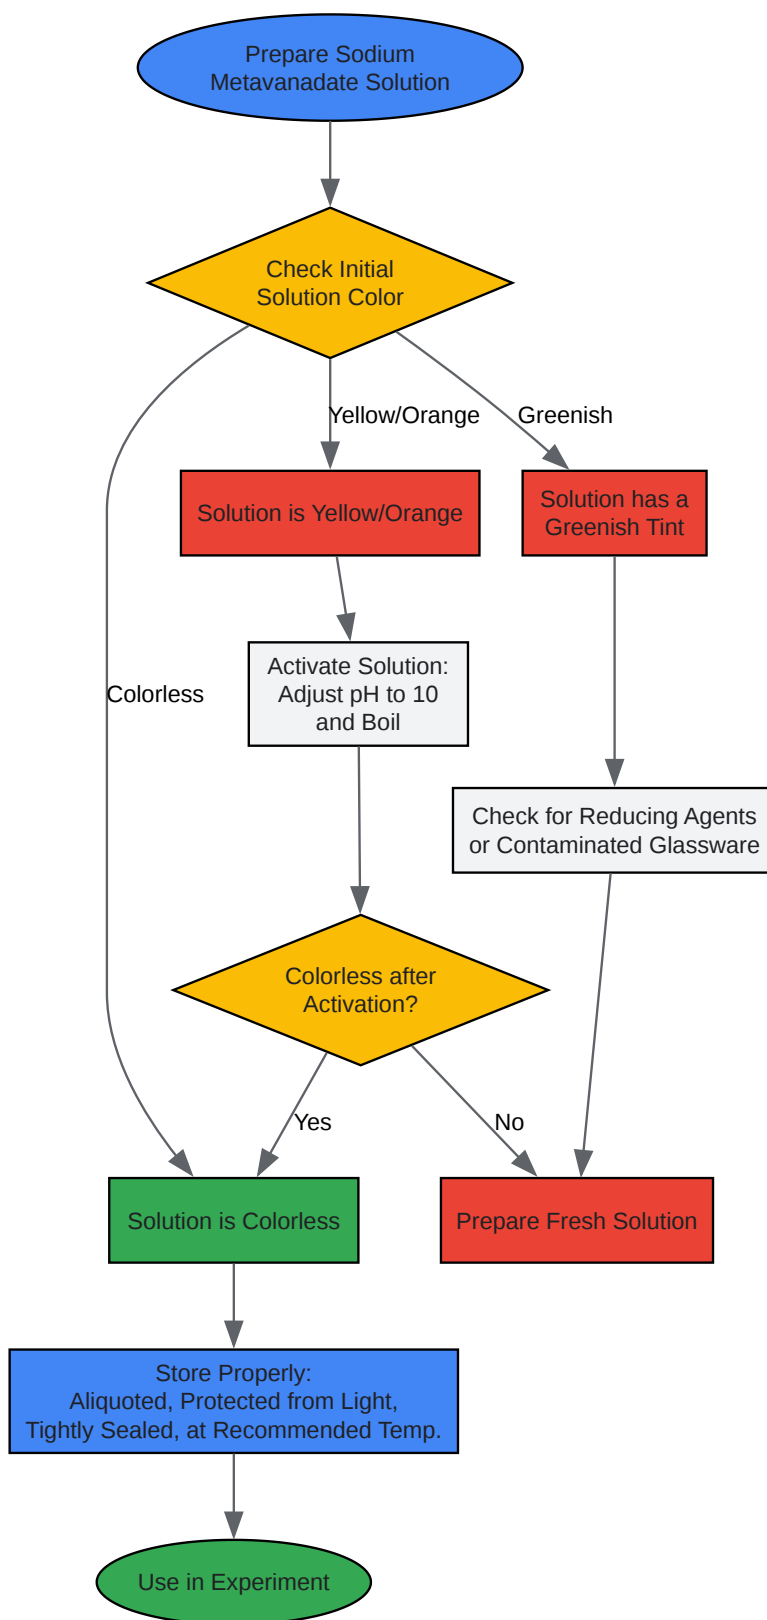 Prepare Sodium
Metavanadate Solution
Check Initial
Solution Color
Yellow/Orange
Greenish
Solution is Yellow/Orange
Solution has a
Greenish Tint
Activate Solution:
Adjust pH to 10
and Boil
Colorless
Check for Reducing Agents
or Contaminated Glassware
Colorless after
Activation?
Yes
No
Solution is Colorless
Prepare Fresh Solution
Store Properly:
Aliquoted, Protected from Light,
Tightly Sealed, at Recommended Temp.
Use in Experiment